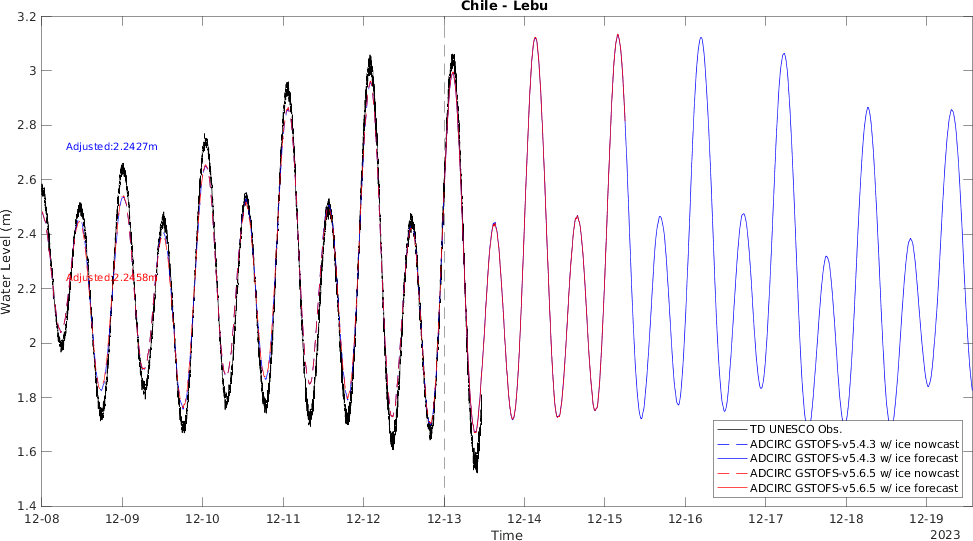 Chile - Lebu
3.2
3
2.8
2.6
2.4
2.2
2
1.8
1.6
1.4
Water Level (m)
Adjusted:2.2427m
Adjusted:2.2458m
TD UNESCO Obs.
ADCIRC GSTOFS-v5.4.3 w/ ice nowcast
ADCIRC GSTOFS-v5.4.3 w/ ice forecast
ADCIRC GSTOFS-v5.6.5 w/ ice nowcast
ADCIRC GSTOFS-v5.6.5 w/ ice forecast
12-08 12-09 12-10 12-11 12-12 12-13 12-14 12-15 12-16 12-17 12-18 12-19
Time
2023